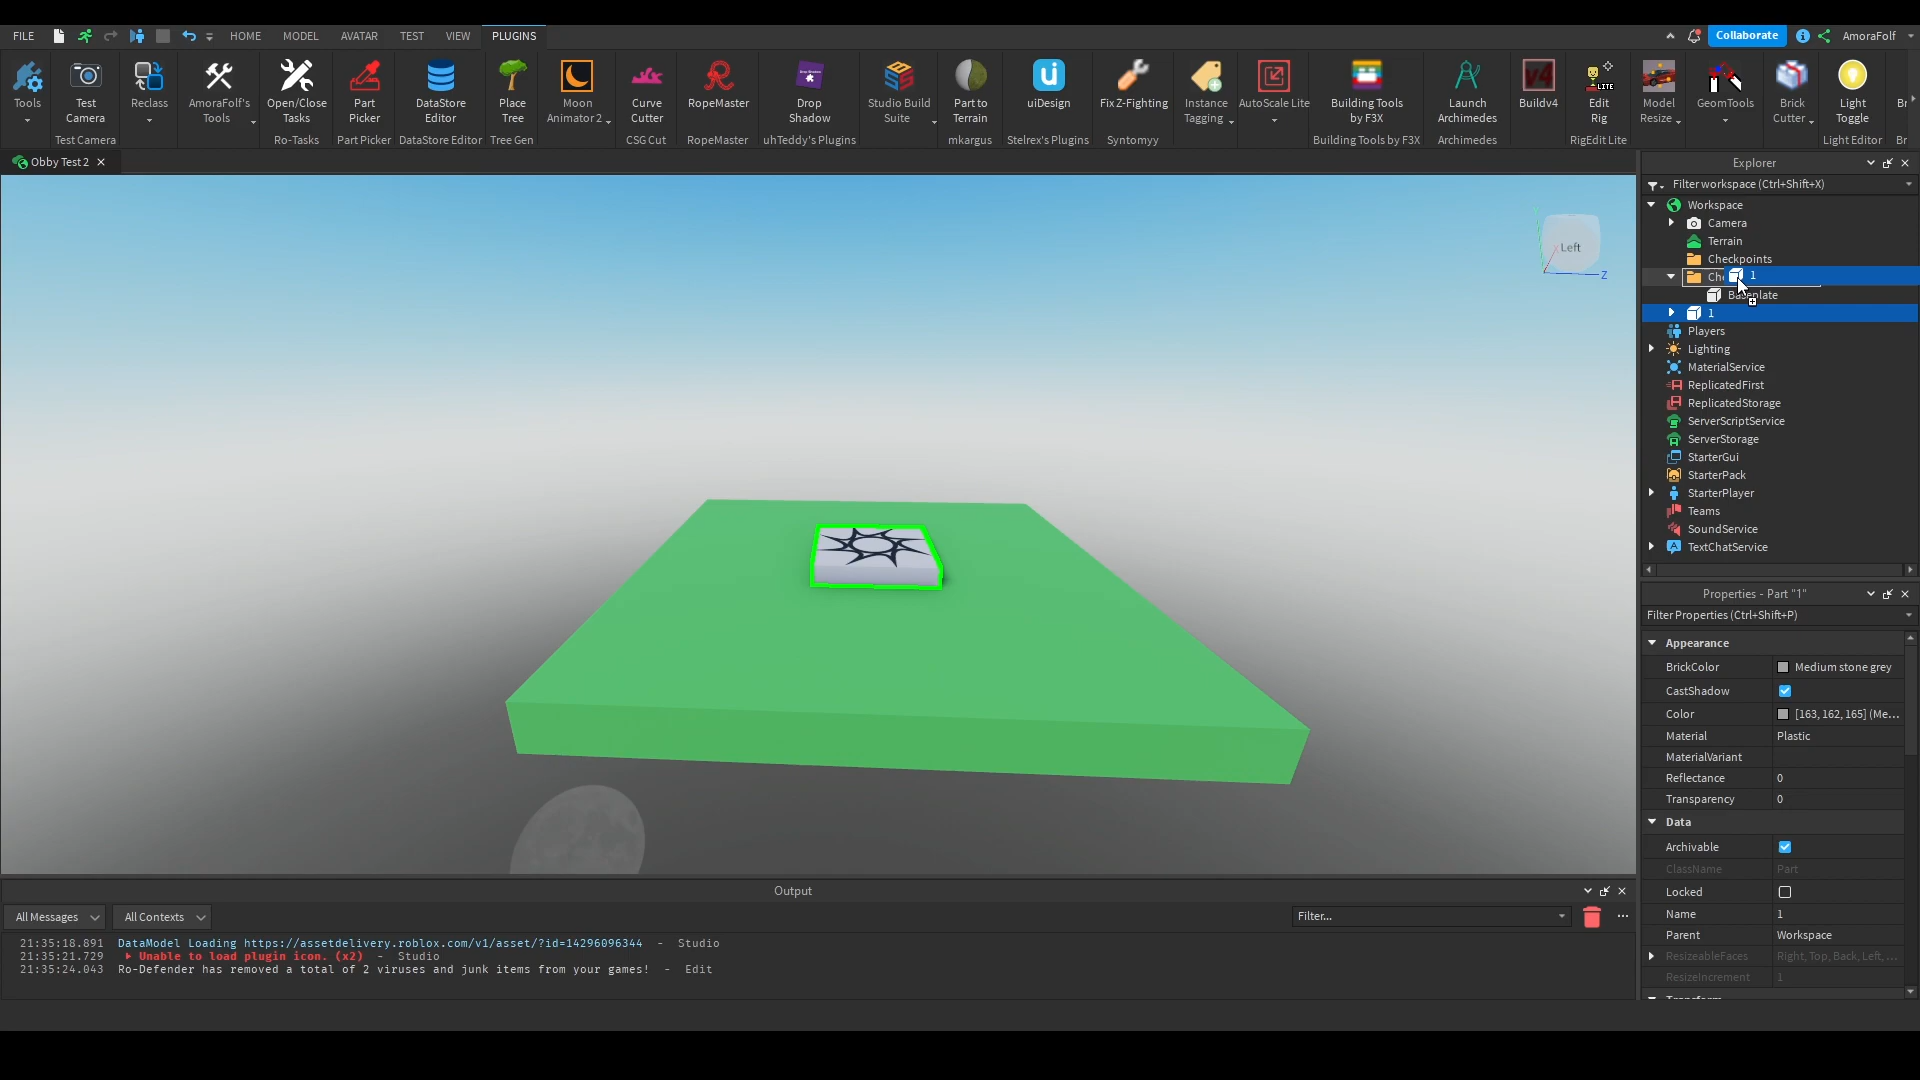 FILE HOME MODEL AVATAR TEST VIEW PLUGINS Collaborate AmoraFolf
Tools
Test Camera
Test Camera
Reclass
AmoraFolf's Tools
Open/Close Tasks
Ro-Tasks
Part Picker
Part Picker
DataStore Editor
DataStore Editor
Place Tree
Tree Gen
Moon Animator 2
Curve Cutter
CSG Cut
RopeMaster
RopeMaster
Drop Shadow
uhTeddy's Plugins
Studio Build Suite
Part to Terrain
mkargus
uiDesign
Stelrex's Plugins
Fix Z-Fighting
Syntomyy
Instance Tagging
AutoScale Lite
Building Tools by F3X
Building Tools by F3X
Launch Archimedes
Archimedes
v4
Buildv4
LITE
Edit Rig
RigEdit Lite
Model Resize
GeomTools
Brick Cutter
Light Toggle
Light Editor
Obby Test 2
Left
Z
Explorer
Filter workspace (Ctrl+Shift+X)
Workspace
Camera
Terrain
Checkpoints
Ch 1
Baseplate
1
Players
Lighting
MaterialService
ReplicatedFirst
ReplicatedStorage
ServerScriptService
ServerStorage
StarterGui
StarterPack
StarterPlayer
Teams
SoundService
TextChatService
Properties - Part "1"
Filter Properties (Ctrl+Shift+P)
Appearance
BrickColor Medium stone grey
CastShadow
Color [163, 162, 165] (Me...
Material Plastic
MaterialVariant
Reflectance 0
Transparency 0
Data
Archivable
ClassName Part
Locked
Name 1
Parent Workspace
ResizeableFaces Right, Top, Back, Left, ...
ResizeIncrement 1
Output
All Messages All Contexts Filter...
21:35:18.891 DataModel Loading https://assetdelivery.roblox.com/v1/asset/?id=14296096344 - Studio
21:35:21.729 Unable to load plugin icon. (x2) - Studio
21:35:24.043 Ro-Defender has removed a total of 2 viruses and junk items from your games! - Edit